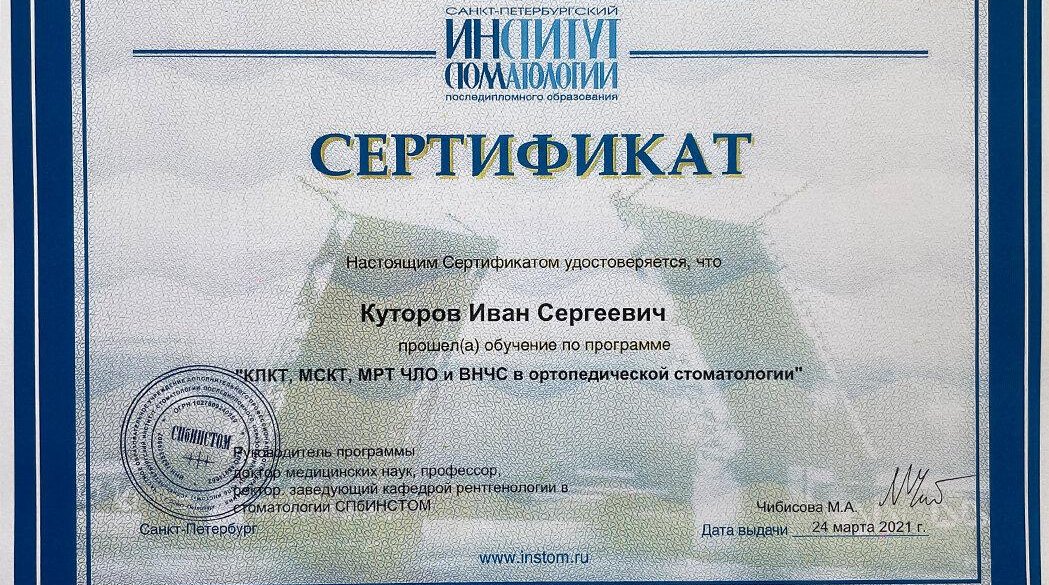 САНКТ-ПЕТЕРБУРГСКИЙ
ИНСТИТУТ
СТОМАТОЛОГИИ
последипломного образования
СЕРТИФИКАТ
Настоящим Сертификатом удостоверяется, что
Куторов Иван Сергеевич
прошел(а) обучение по программе
"КЛКТ, МСКТ, МРТ ЧЛО и ВНЧС в ортопедической стоматологии"
СПбИНСТОМ
Руководитель программы
доктор медицинских наук, профессор,
ректор, заведующий кафедрой рентгенологии в
стоматологии СПбИНСТОМ
Чибисова М.А.
Санкт-Петербург
Дата выдачи 24 марта 2021 г.
www.instom.ru